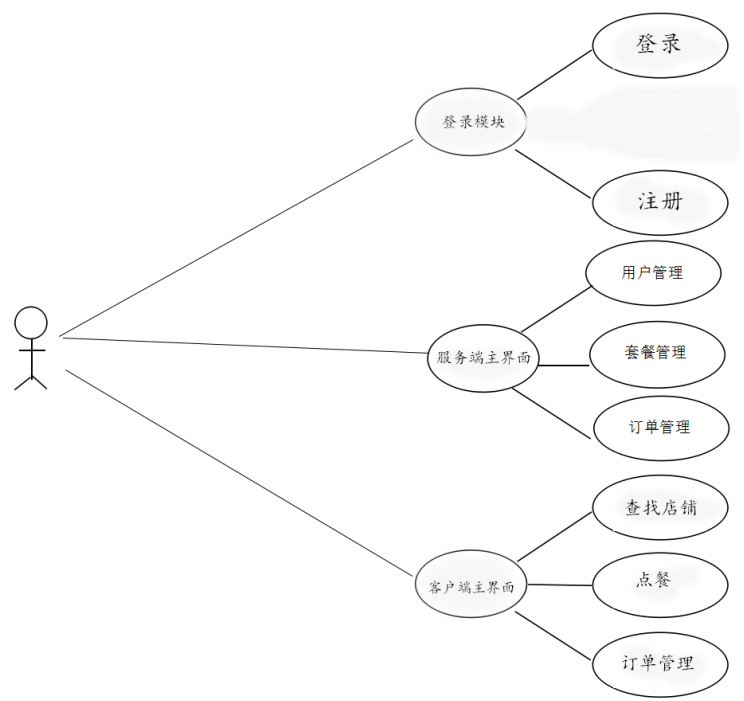 登录
登录模块
注册
用户管理
服务端主界面
套餐管理
订单管理
查找店铺
客户端主界面
点餐
订单管理